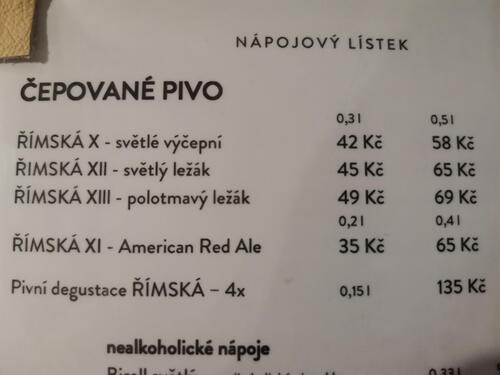 NÁPOJOVÝ LÍSTEK
ČEPOVANÉ PIVO
0,3 l 0,5 l
ŘÍMSKÁ X - světlé výčepní 42 Kč 58 Kč
ŘIMSKÁ XII - světlý ležák 45 Kč 65 Kč
ŘÍMSKÁ XIII - polotmavý ležák 49 Kč 69 Kč
0,2 l 0,4 l
ŘÍMSKÁ XI - American Red Ale 35 Kč 65 Kč
Pivní degustace ŘÍMSKÁ – 4x 0,15 l 135 Kč
nealkoholické nápoje